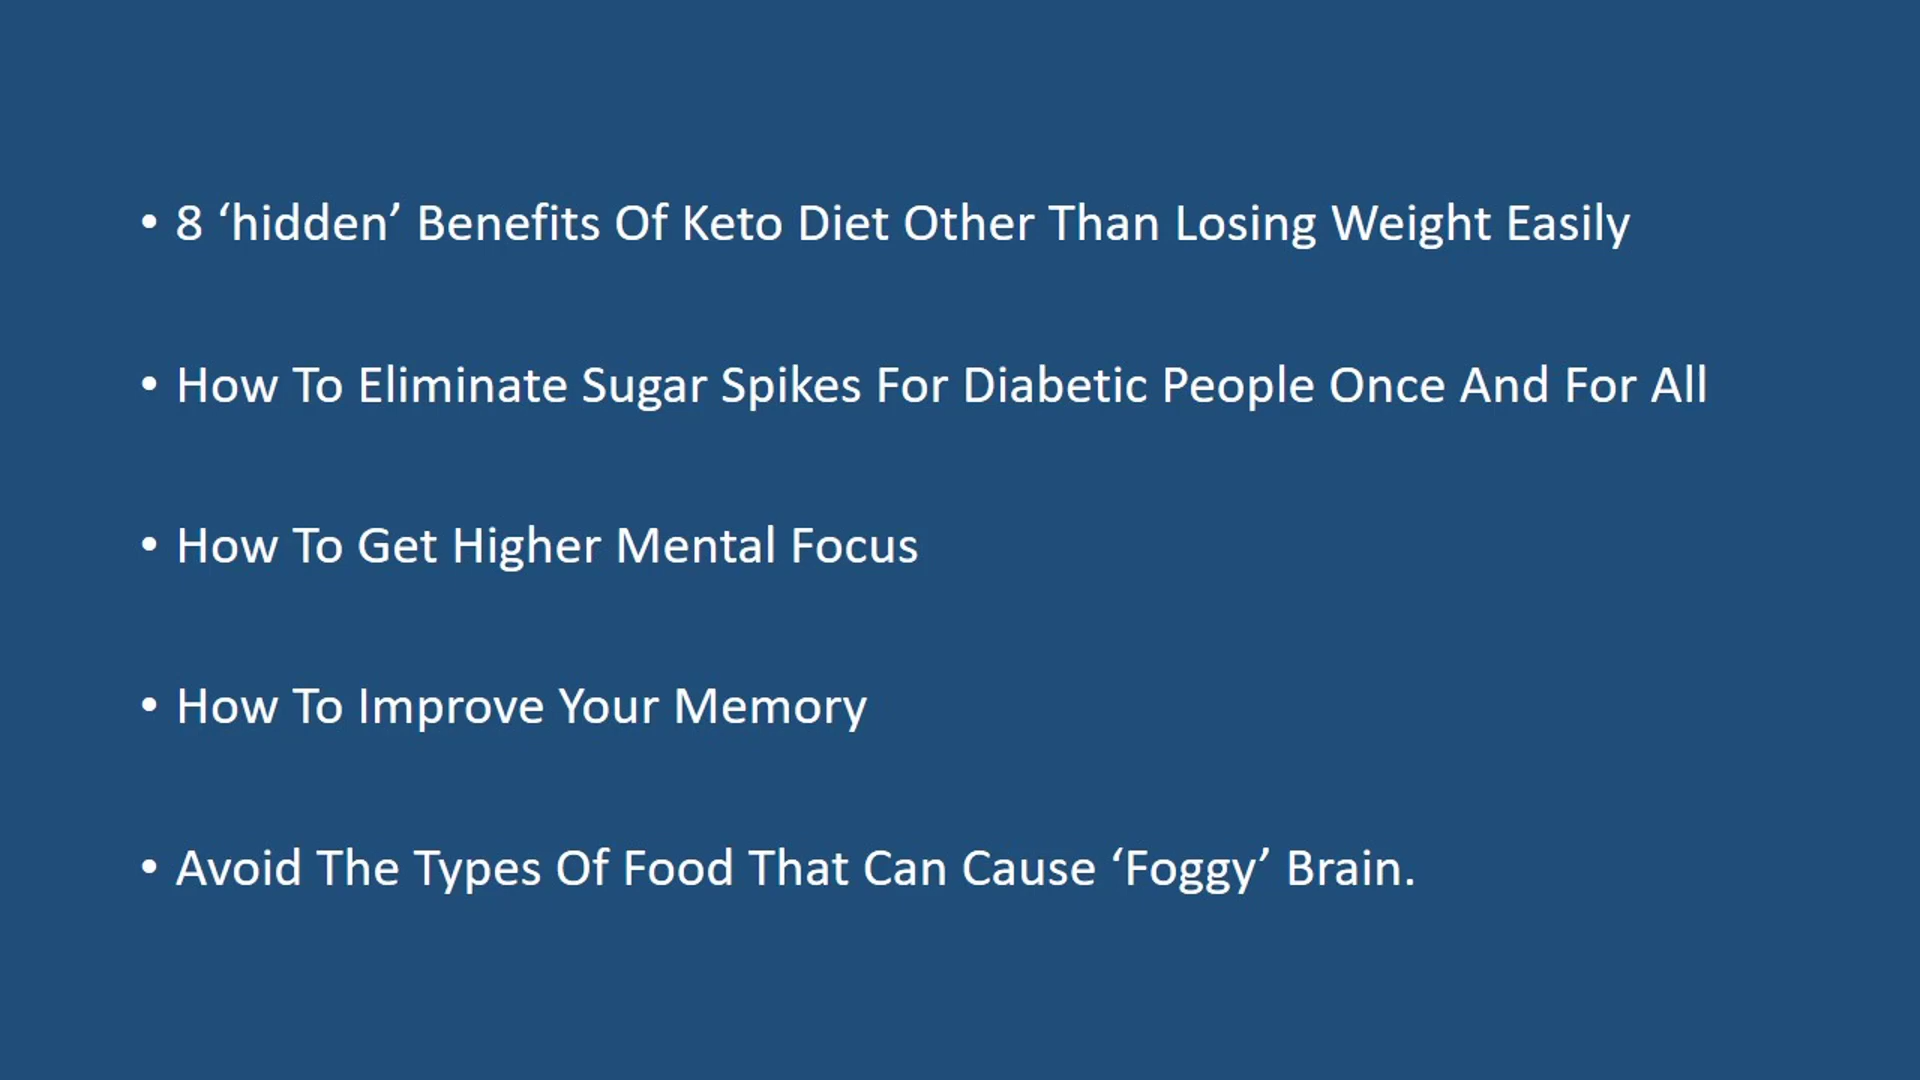 • 8 ‘hidden’ Benefits Of Keto Diet Other Than Losing Weight Easily
• How To Eliminate Sugar Spikes For Diabetic People Once And For All
• How To Get Higher Mental Focus
• How To Improve Your Memory
• Avoid The Types Of Food That Can Cause ‘Foggy’ Brain.